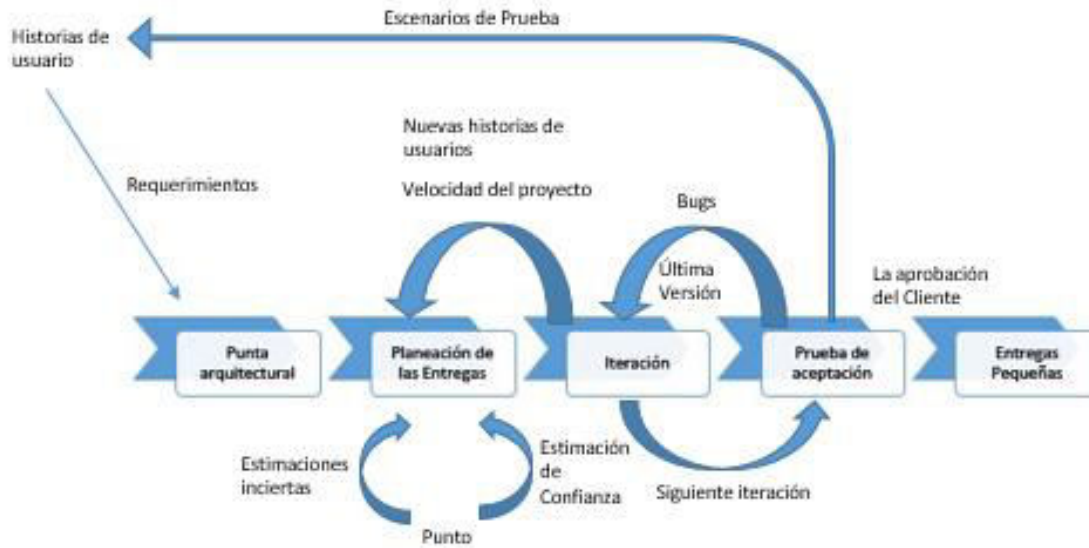 Escenarios de Prueba
Historias de
usuario
Nuevas historias de
usuarios
Requerimientos
Velocidad del proyecto
Bugs
Última
Versión
La aprobación
del Cliente
Punta
arquitectural
Planeación de
las Entregas
Iteración
Prueba de
aceptación
Entregas
Pequeñas
Estimaciones
inciertas
Estimación
de
Confianza
Siguiente iteración
Punto